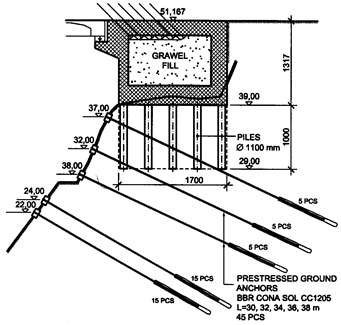 51,167
GRAWEL
FILL
1317
39,00
37,00
PILES
Ø 1100 mm
1000
32,00
29,00
38,00
1700
24,00
22,00
5 PCS
5 PCS
5 PCS
15 PCS
15 PCS
PRESTRESSED GROUND
ANCHORS
BBR CONA SOL CC1205
L=30, 32, 34, 36, 38 m
45 PCS